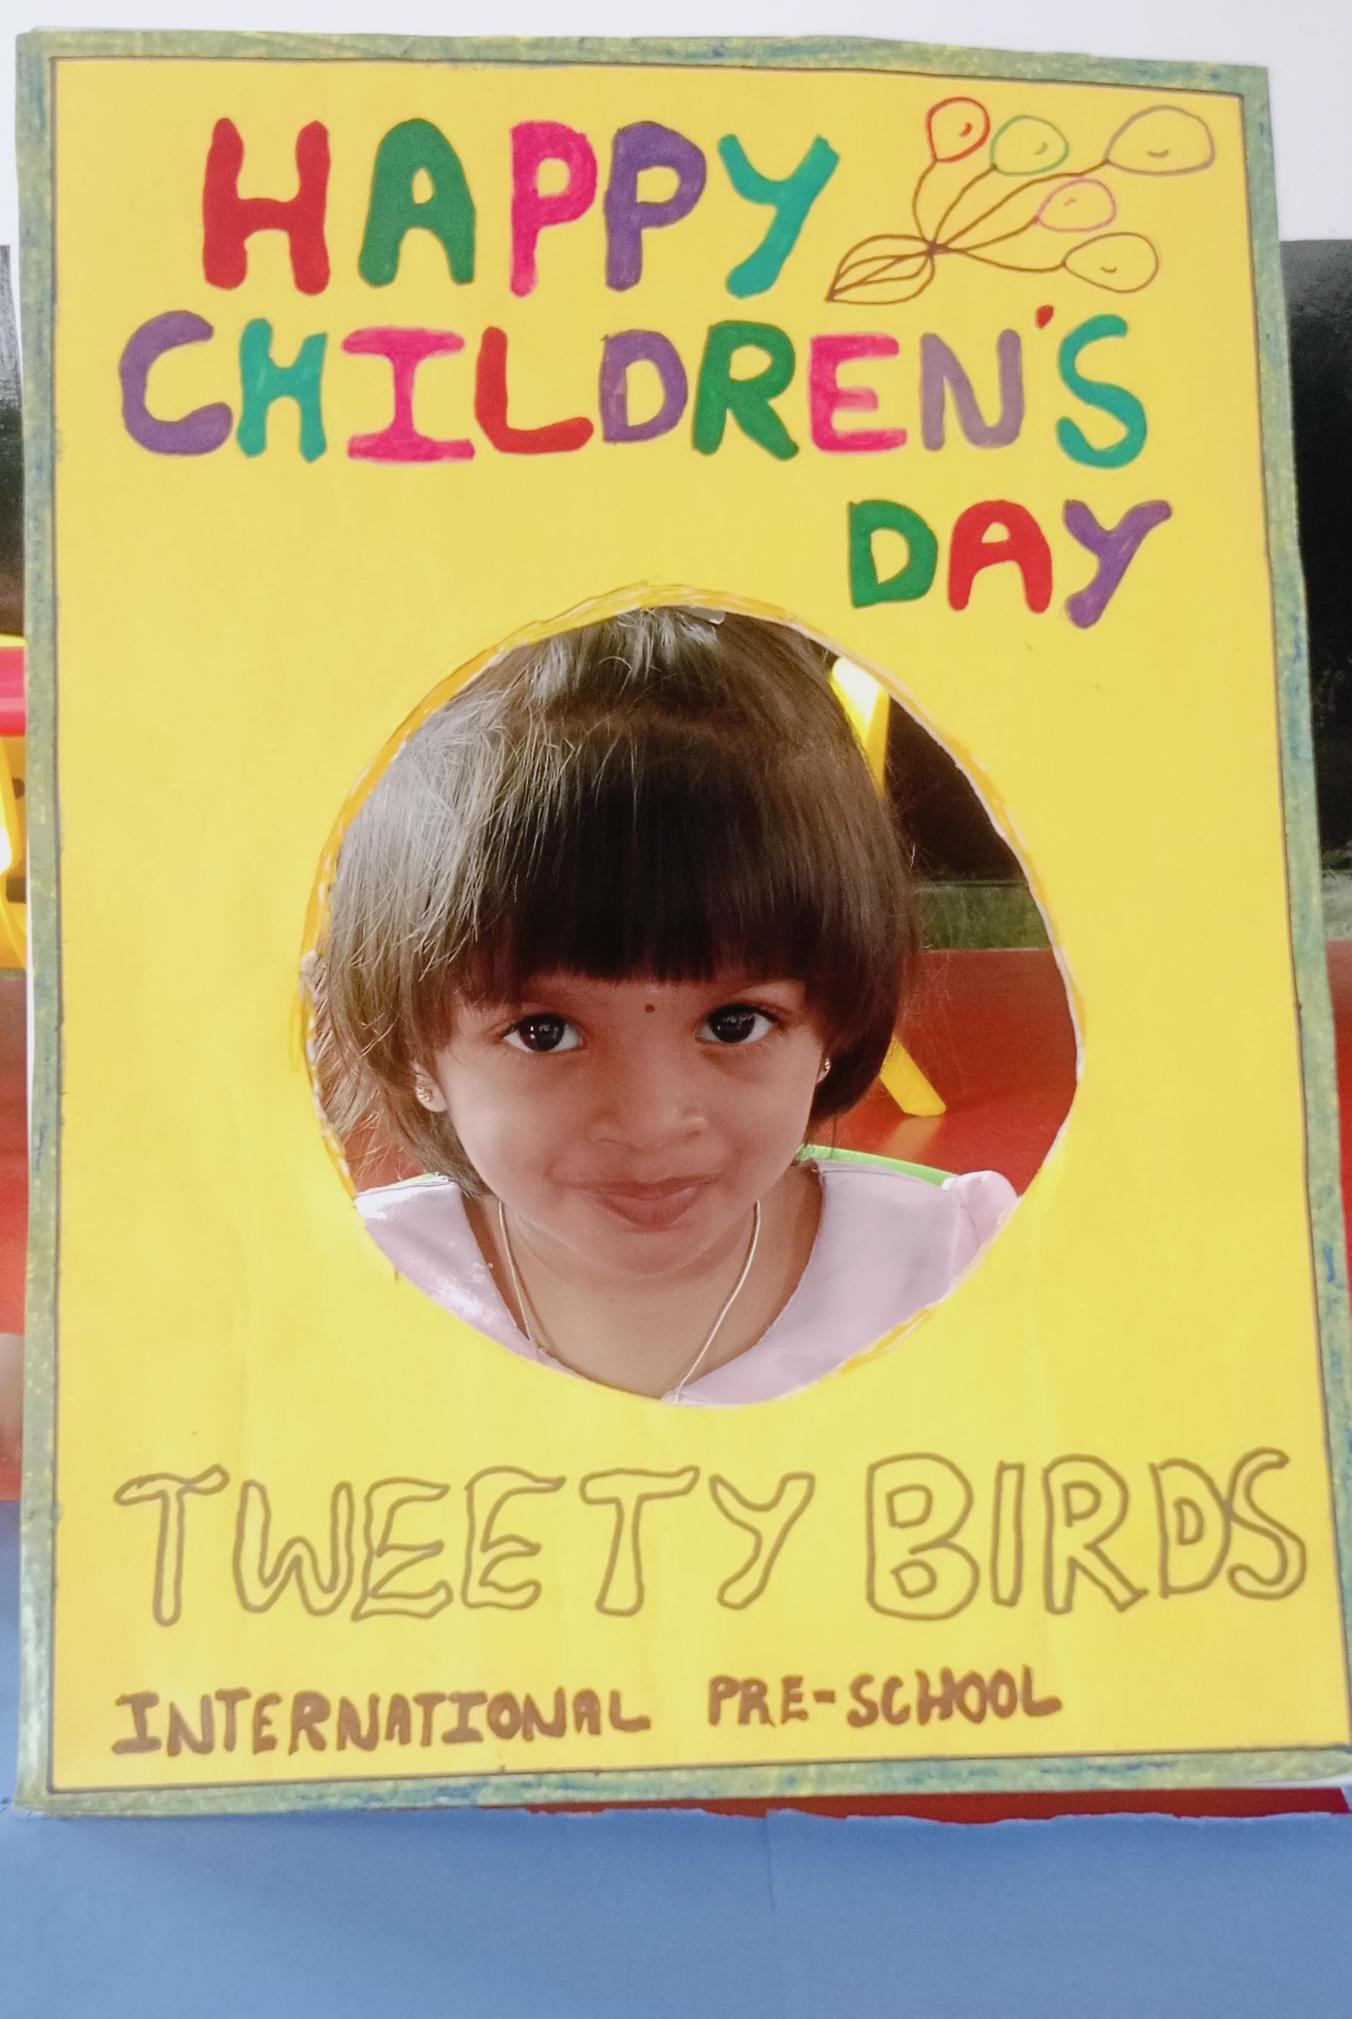 HAPPY
CHILDREN'S
DAY
TWEETY BIRDS
INTERNATIONAL PRE-SCHOOL